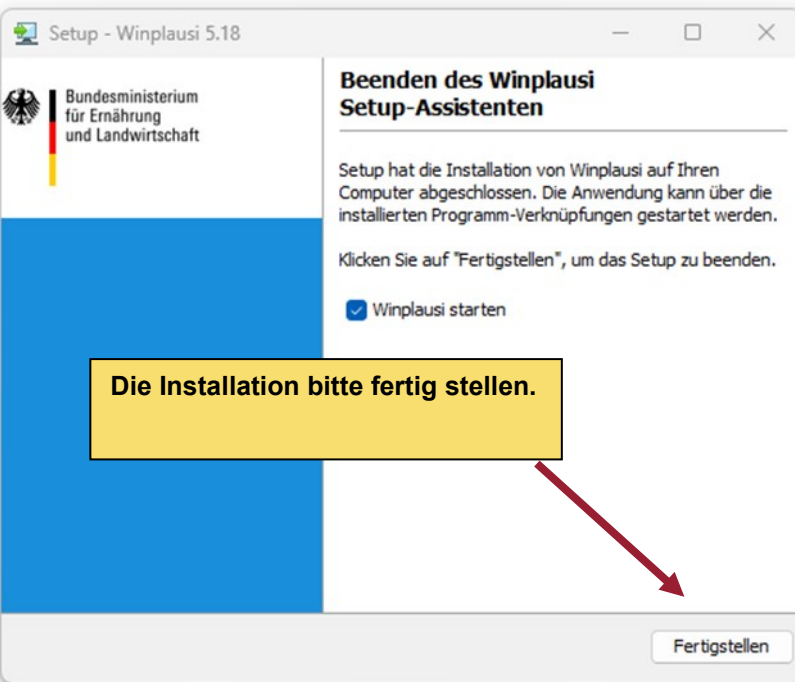 Setup - Winplausi 5.18
Bundesministerium
für Ernährung
und Landwirtschaft
Beenden des Winplausi
Setup-Assistenten
Setup hat die Installation von Winplausi auf Ihren
Computer abgeschlossen. Die Anwendung kann über die
installierten Programm-Verknüpfungen gestartet werden.
Klicken Sie auf "Fertigstellen", um das Setup zu beenden.
Winplausi starten
Die Installation bitte fertig stellen.
Fertigstellen